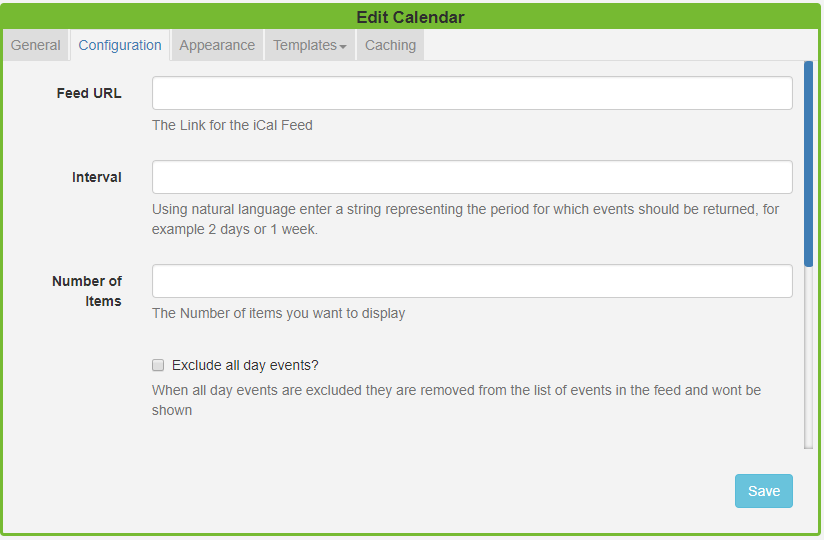 Edit Calendar
General Configuration Appearance Templates Caching
Feed URL
The Link for the iCal Feed
Interval
Using natural language enter a string representing the period for which events should be returned, for
example 2 days or 1 week.
Number of
Items
The Number of items you want to display
Exclude all day events?
When all day events are excluded they are removed from the list of events in the feed and wont be
shown
Save